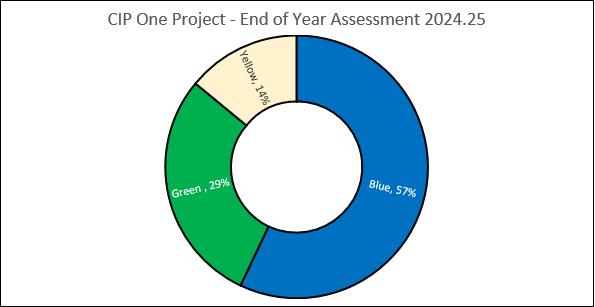 CIP One Project - End of Year Assessment 2024.25
Yellow, 14%
Green , 29%
Blue, 57%